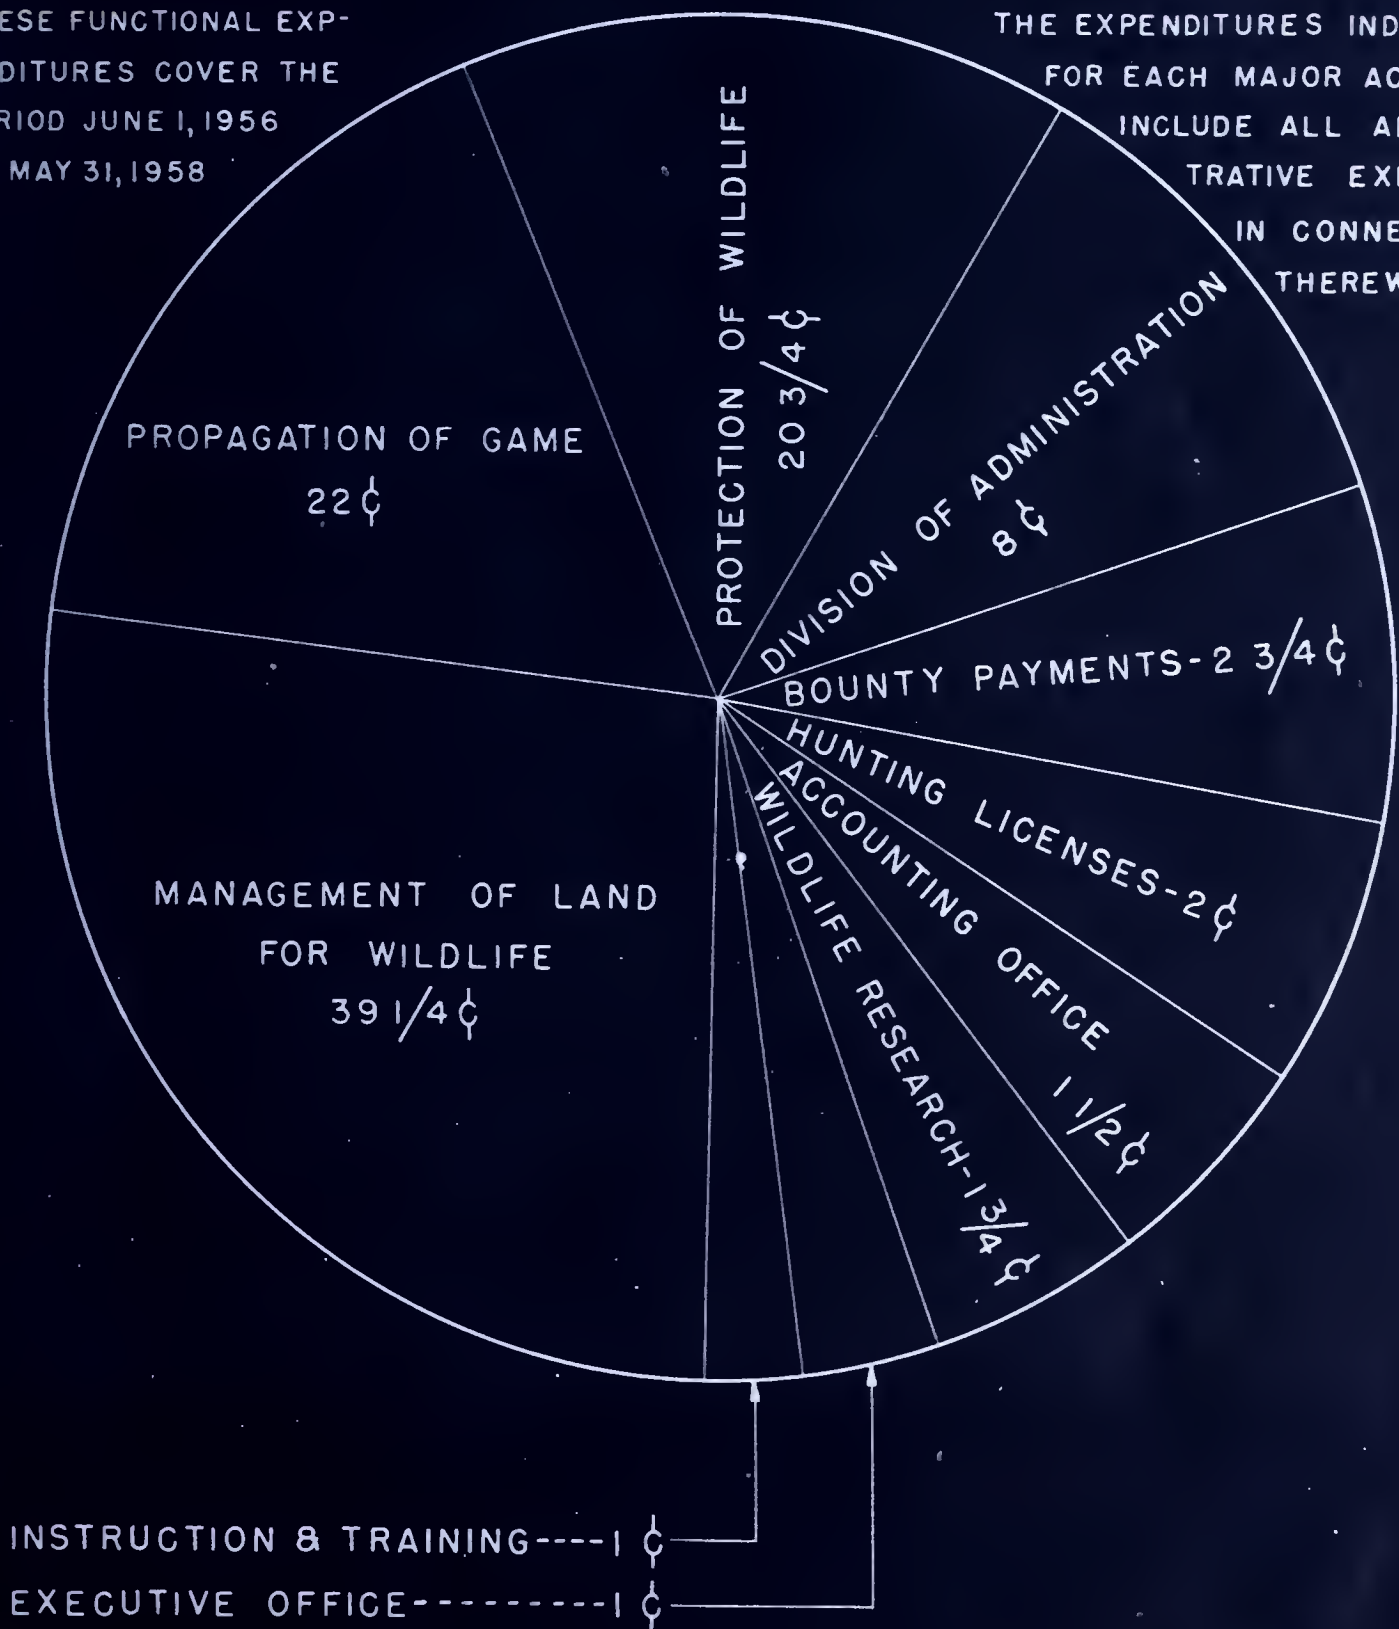 ESE FUNCTIONAL EXP-
DITURES COVER THE
RIOD JUNE 1, 1956
MAY 31, 1958
THE EXPENDITURES IND
FOR EACH MAJOR AC
INCLUDE ALL
TRATIVE EX
IN CONNE
THEREW
PROTECTION OF WILDLIFE
20 3/4 ¢
DIVISION OF ADMINISTRATION
8 ¢
PROPAGATION OF GAME
22 ¢
BOUNTY PAYMENTS-2 3/4 ¢
HUNTING LICENSES-2 ¢
ACCOUNTING OFFICE
1 1/2 ¢
WILDLIFE RESEARCH-1 3/4 ¢
MANAGEMENT OF LAND
FOR WILDLIFE
39 1/4 ¢
INSTRUCTION & TRAINING----1 ¢
EXECUTIVE OFFICE---------1 ¢